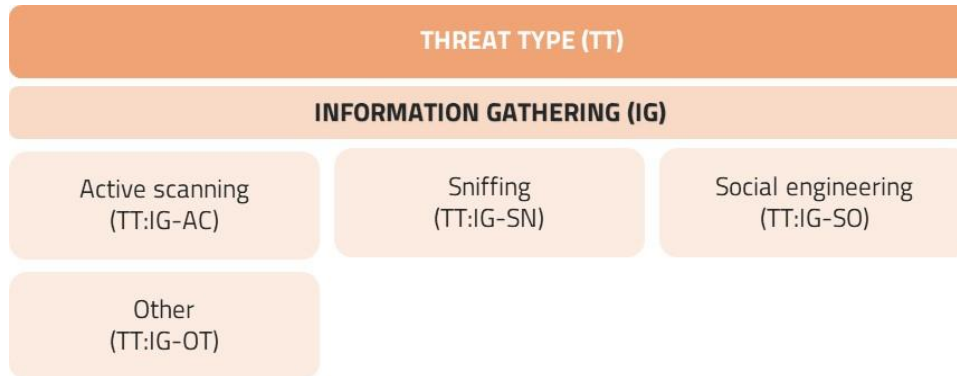 THREAT TYPE (TT)
INFORMATION GATHERING (IG)
Active scanning
(TT:IG-AC)
Sniffing
(TT:IG-SN)
Social engineering
(TT:IG-SO)
Other
(TT:IG-OT)